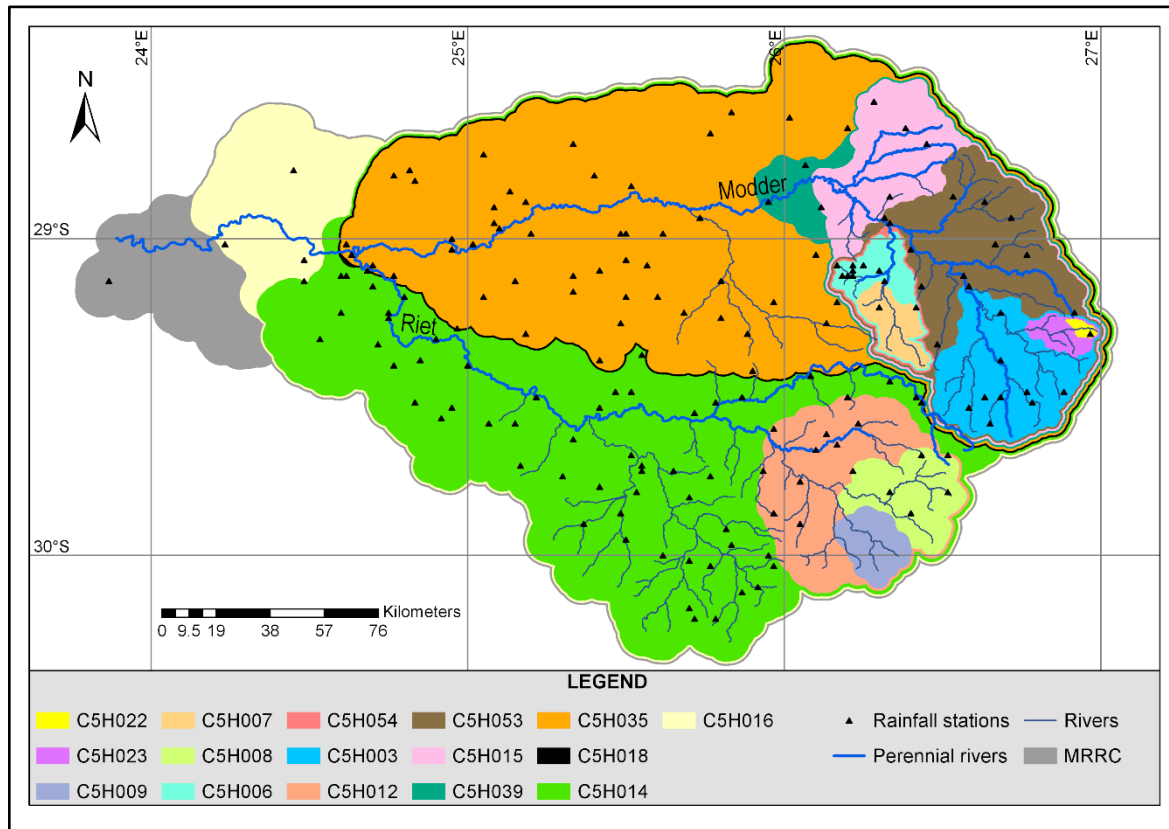 24°E
25°E
26°E
27°E
N
Modder
29°S
Riet
30°S
Kilometers
0 9.5 19 38 57 76
LEGEND
C5H022 C5H007 C5H054 C5H053 C5H035 C5H016 Rainfall stations Rivers
C5H023 C5H008 C5H003 C5H015 C5H018 Perennial rivers MRRC
C5H009 C5H006 C5H012 C5H039 C5H014